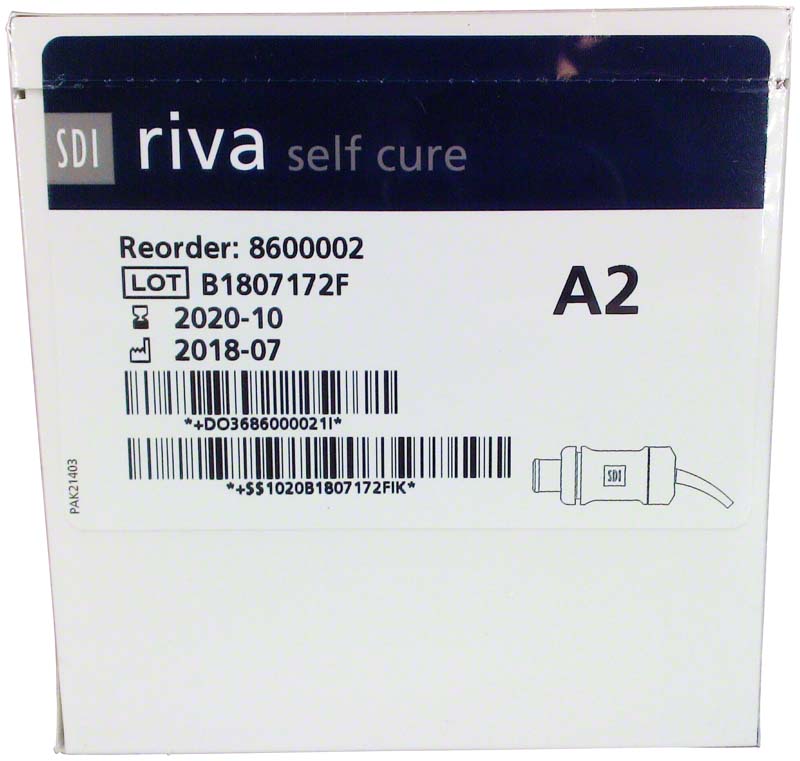 SDI riva self cure
Reorder: 8600002
LOT B1807172F
A2
2020-10
2018-07
*+DO3686000021I*
*+$$1020B1807172FIK*
SDI
PAK21403